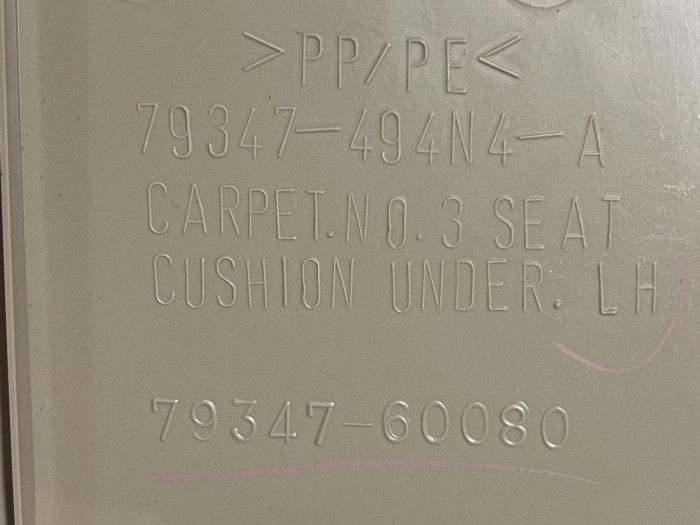 >PP/PE<
79347-494N4-A
CARPET.NO.3 SEAT
CUSHION UNDER. LH
79347-60080